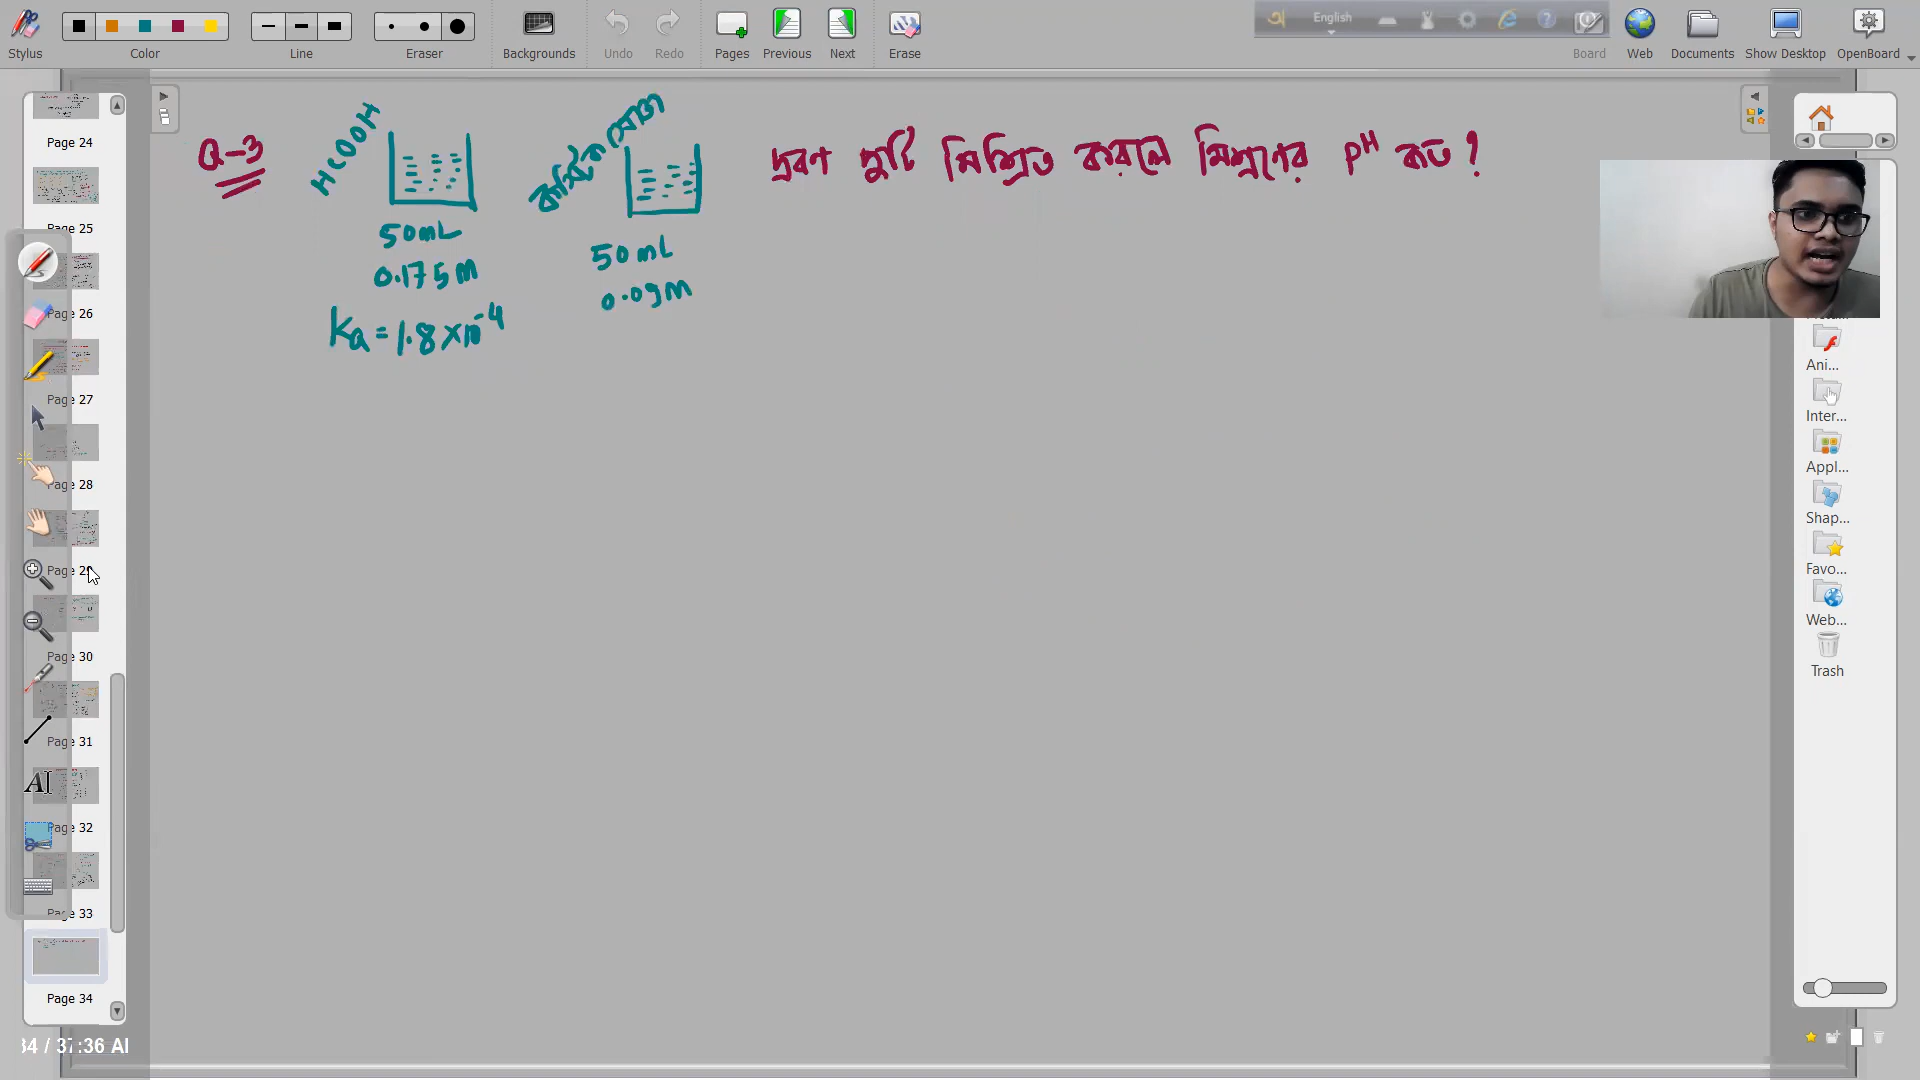 Stylus
Color
Line
Eraser
Backgrounds
Undo
Redo
Pages
Previous
Next
Erase
English
Board
Web
Documents
Show Desktop
OpenBoard
Page 24
Page 25
Page 26
Page 27
Page 28
Page 29
Page 30
Page 31
Page 32
Page 33
Page 34
Q-3
HCOOH
50mL
0.175M
Ka = 1.8×10⁻⁴
কস্টিক সোডা
50mL
0.09M
দ্রবণ দুটি মিশ্রিত করলে মিশ্রণের pH কত?
Ani...
Inter...
Appl...
Shap...
Favo...
Web...
Trash